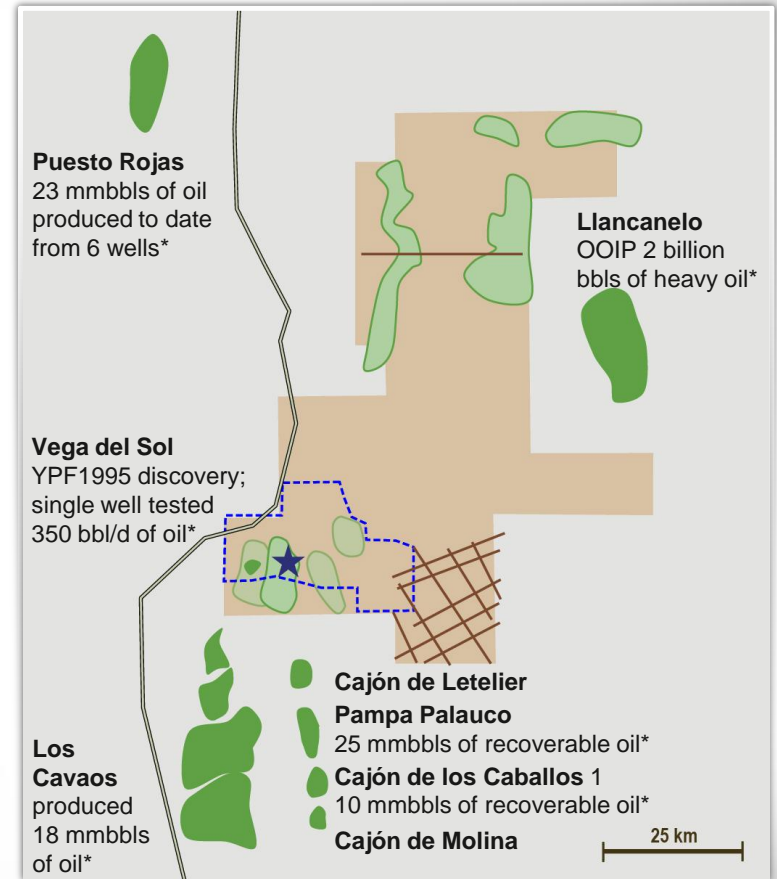 Puesto Rojas
23 mmbbls of oil
produced to date
from 6 wells*
Llancanelo
OOIP 2 billion
bbls of heavy oil*
Vega del Sol
YPF1995 discovery;
single well tested
350 bbl/d of oil*
Cajón de Letelier
Pampa Palauco
25 mmbbls of recoverable oil*
Cajón de los Caballos 1
10 mmbbls of recoverable oil*
Cajón de Molina
Los
Cavaos
produced
18 mmbbls
of oil*
25 km